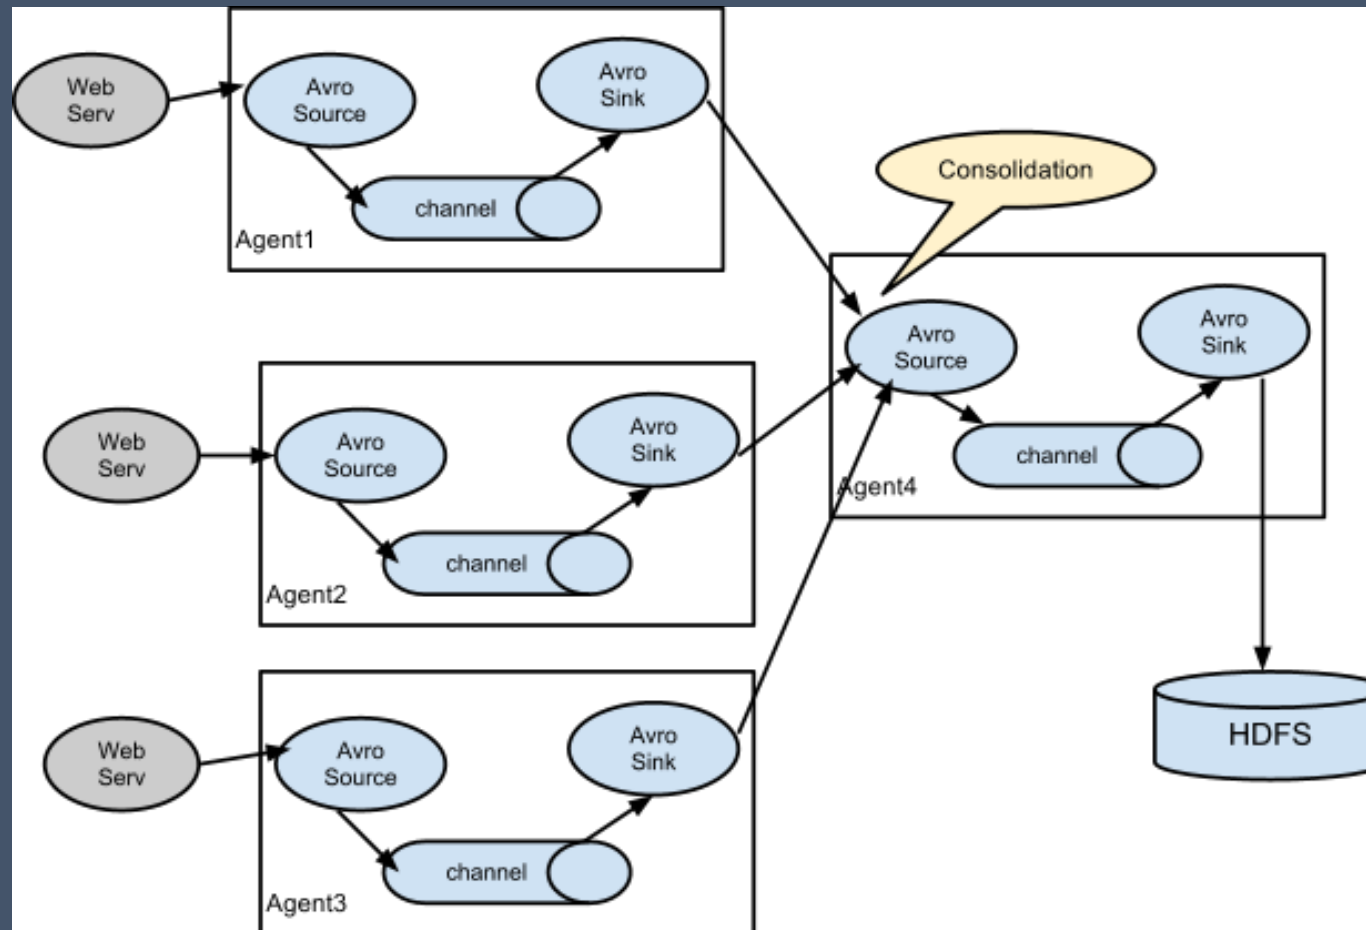 Web
Serv
Avro
Source
Avro
Sink
channel
Agent1
Consolidation
Web
Serv
Avro
Source
Avro
Sink
channel
Agent2
Avro
Source
Avro
Sink
channel
Agent4
Web
Serv
Avro
Source
Avro
Sink
channel
Agent3
HDFS